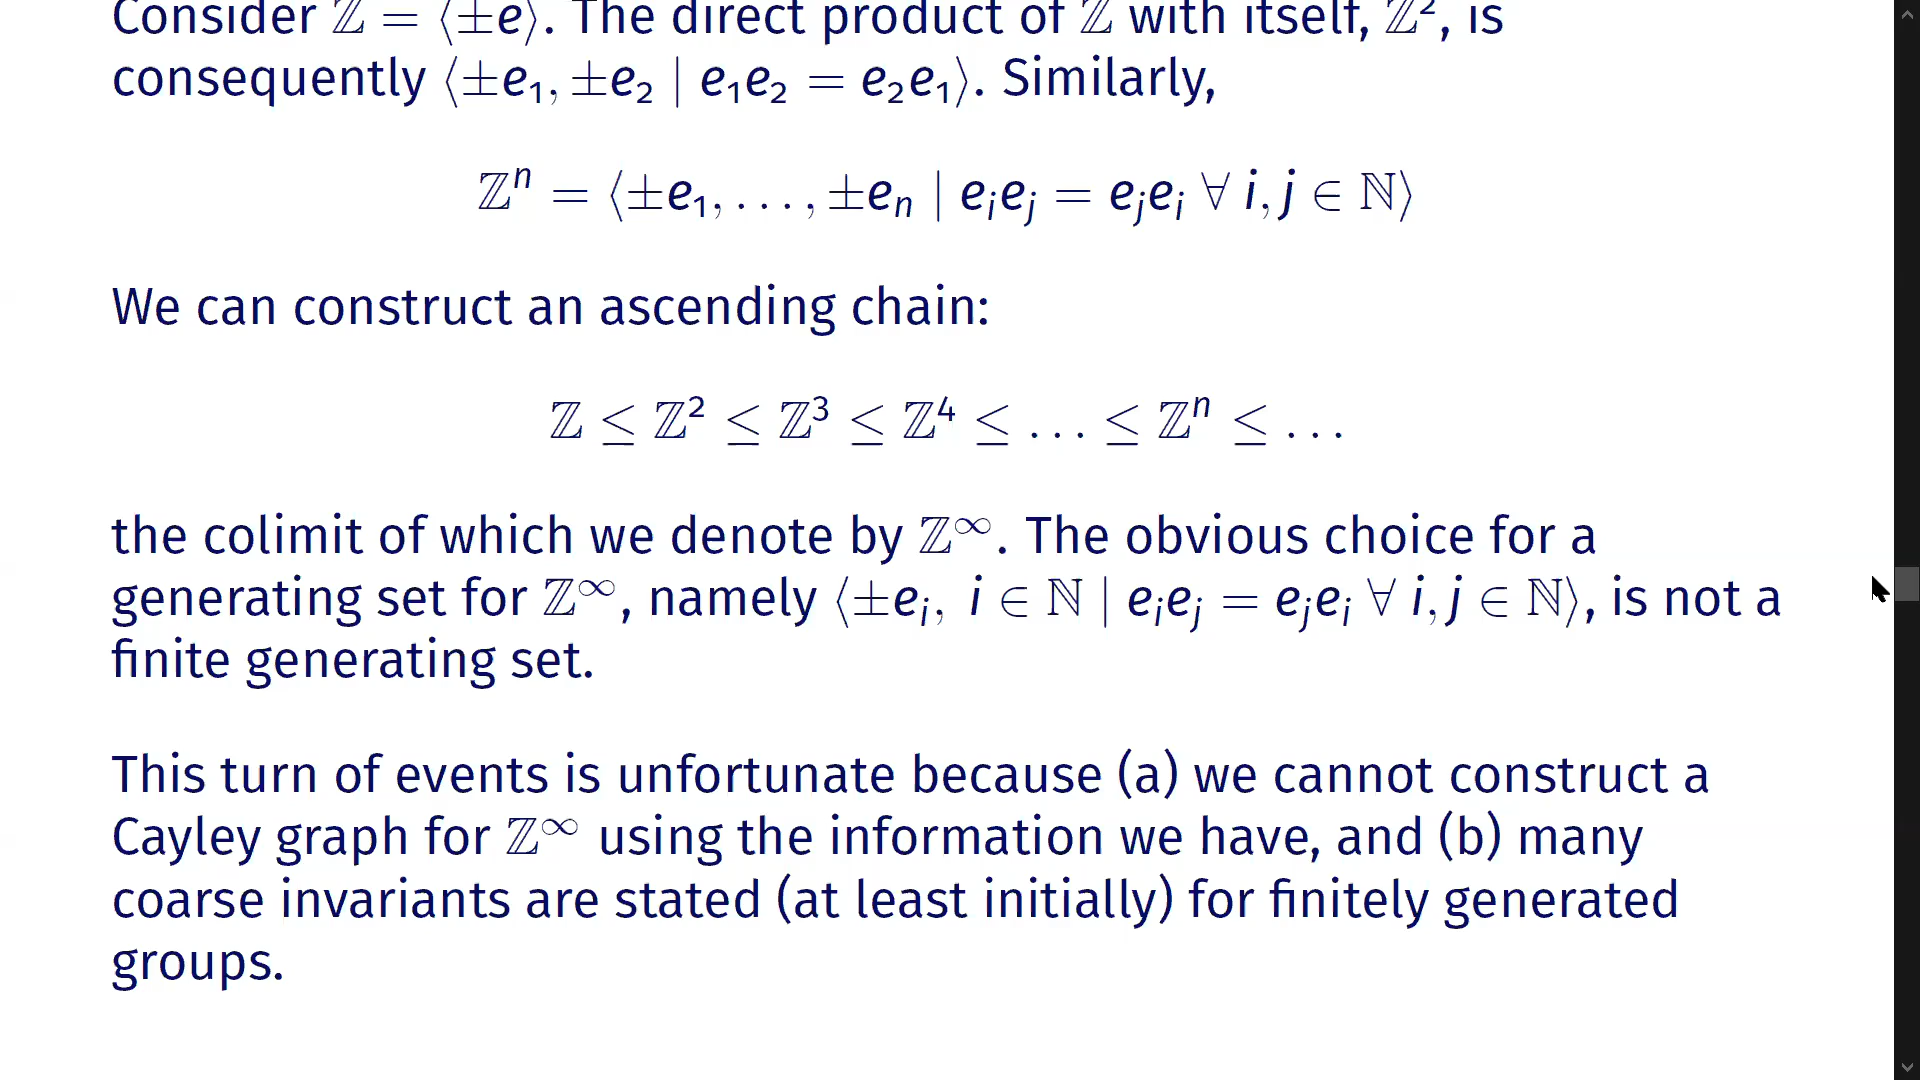 Consider ℤ = ⟨±e⟩. The direct product of ℤ with itself, ℤ², is
consequently ⟨±e₁, ±e₂ | e₁e₂ = e₂e₁⟩. Similarly,
ℤⁿ = ⟨±e₁, . . . , ±eₙ | eᵢeⱼ = eⱼeᵢ ∀ i, j ∈ ℕ⟩
We can construct an ascending chain:
ℤ ≤ ℤ² ≤ ℤ³ ≤ ℤ⁴ ≤ . . . ≤ ℤⁿ ≤ . . .
the colimit of which we denote by ℤ^∞. The obvious choice for a
generating set for ℤ^∞, namely ⟨±eᵢ, i ∈ ℕ | eᵢeⱼ = eⱼeᵢ ∀ i, j ∈ ℕ⟩, is not a
finite generating set.
This turn of events is unfortunate because (a) we cannot construct a
Cayley graph for ℤ^∞ using the information we have, and (b) many
coarse invariants are stated (at least initially) for finitely generated
groups.